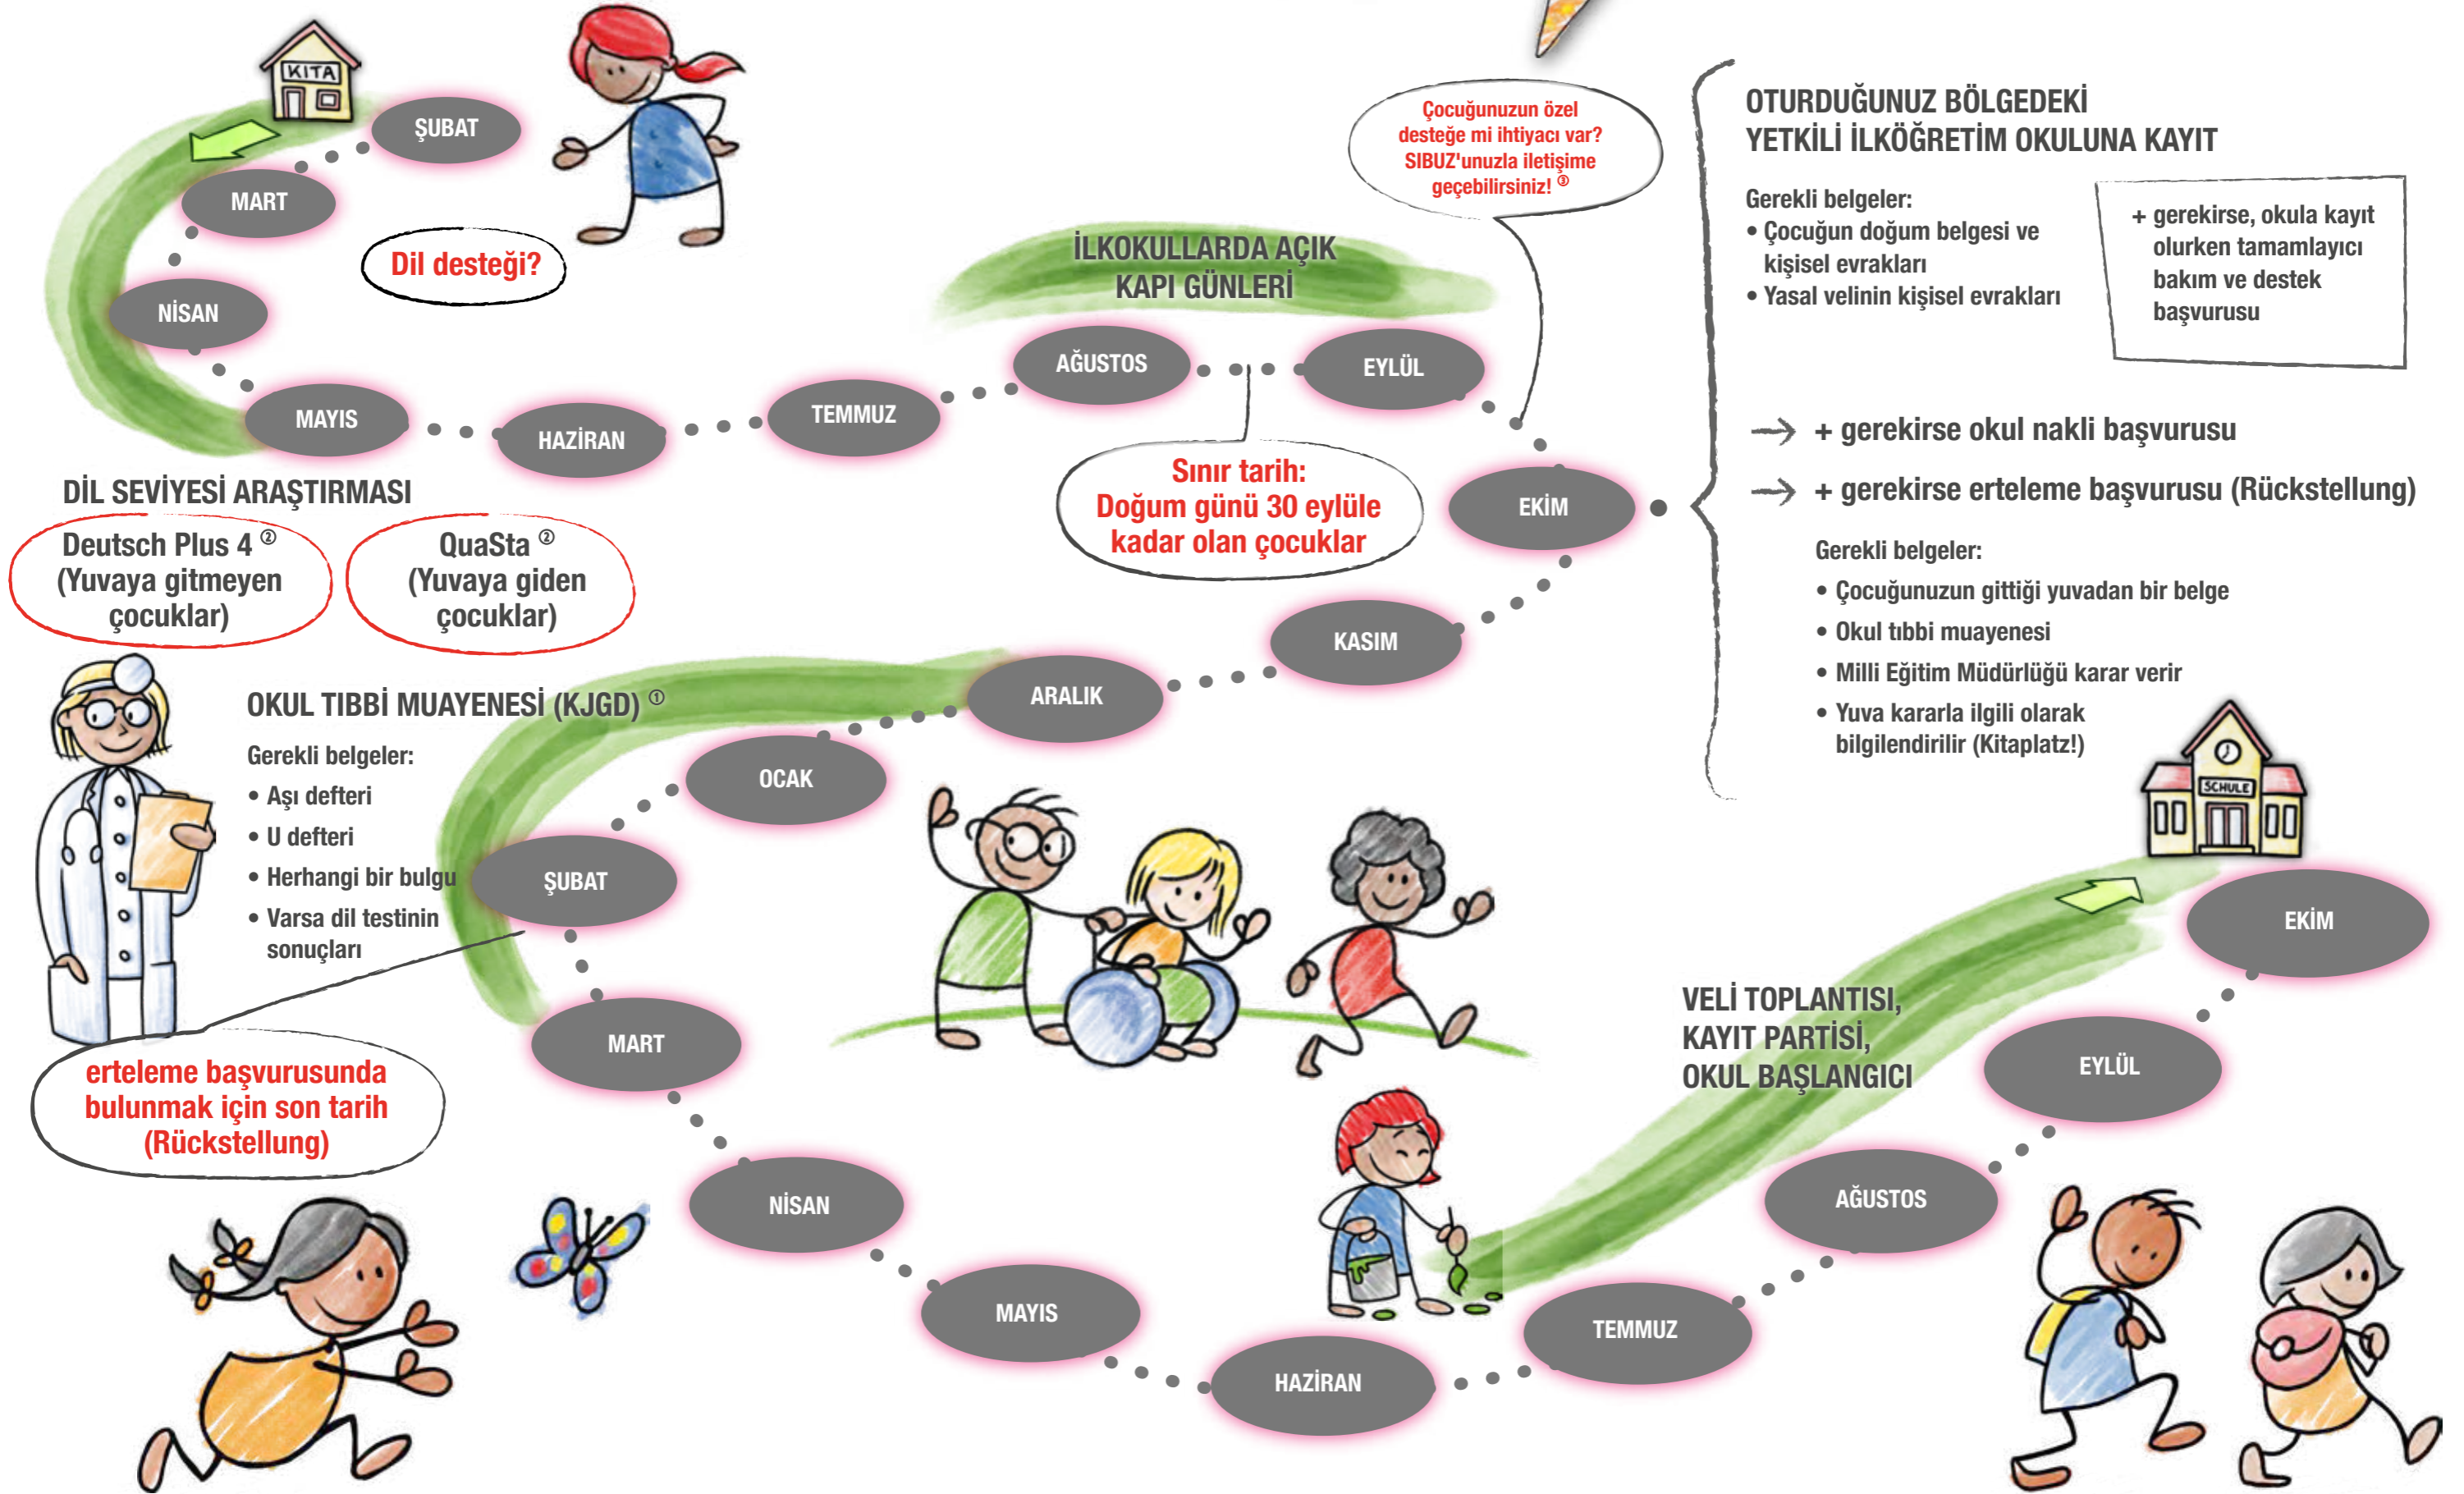 KITA
ŞUBAT
MART
NİSAN
MAYIS
HAZİRAN
TEMMUZ
AĞUSTOS
EYLÜL
EKİM
KASIM
ARALIK
OCAK
ŞUBAT
MART
NİSAN
MAYIS
HAZİRAN
TEMMUZ
AĞUSTOS
EYLÜL
EKİM
Dil desteği?
DİL SEVİYESİ ARAŞTIRMASI
Deutsch Plus 4 ②
(Yuvaya gitmeyen
çocuklar)
QuaSta ②
(Yuvaya giden
çocuklar)
İLKOKULLARDA AÇIK
KAPI GÜNLERİ
Sınır tarih:
Doğum günü 30 eylüle
kadar olan çocuklar
Çocuğunuzun özel
desteğe mi ihtiyacı var?
SIBUZ'unuzla iletişime
geçebilirsiniz! ③
OTURDUĞUNUZ BÖLGEDEKİ
YETKİLİ İLKÖĞRETİM OKULUNA KAYIT
Gerekli belgeler:
• Çocuğun doğum belgesi ve
kişisel evrakları
• Yasal velinin kişisel evrakları
+ gerekirse, okula kayıt
olurken tamamlayıcı
bakım ve destek
başvurusu
→ + gerekirse okul nakli başvurusu
→ + gerekirse erteleme başvurusu (Rückstellung)
Gerekli belgeler:
• Çocuğunuzun gittiği yuvadan bir belge
• Okul tıbbi muayenesi
• Milli Eğitim Müdürlüğü karar verir
• Yuva kararla ilgili olarak
bilgilendirilir (Kitaplatz!)
OKUL TIBBİ MUAYENESİ (KJGD) ①
Gerekli belgeler:
• Aşı defteri
• U defteri
• Herhangi bir bulgu
• Varsa dil testinin
sonuçları
erteleme başvurusunda
bulunmak için son tarih
(Rückstellung)
VELİ TOPLANTISI,
KAYIT PARTİSİ,
OKUL BAŞLANGICI
SCHULE